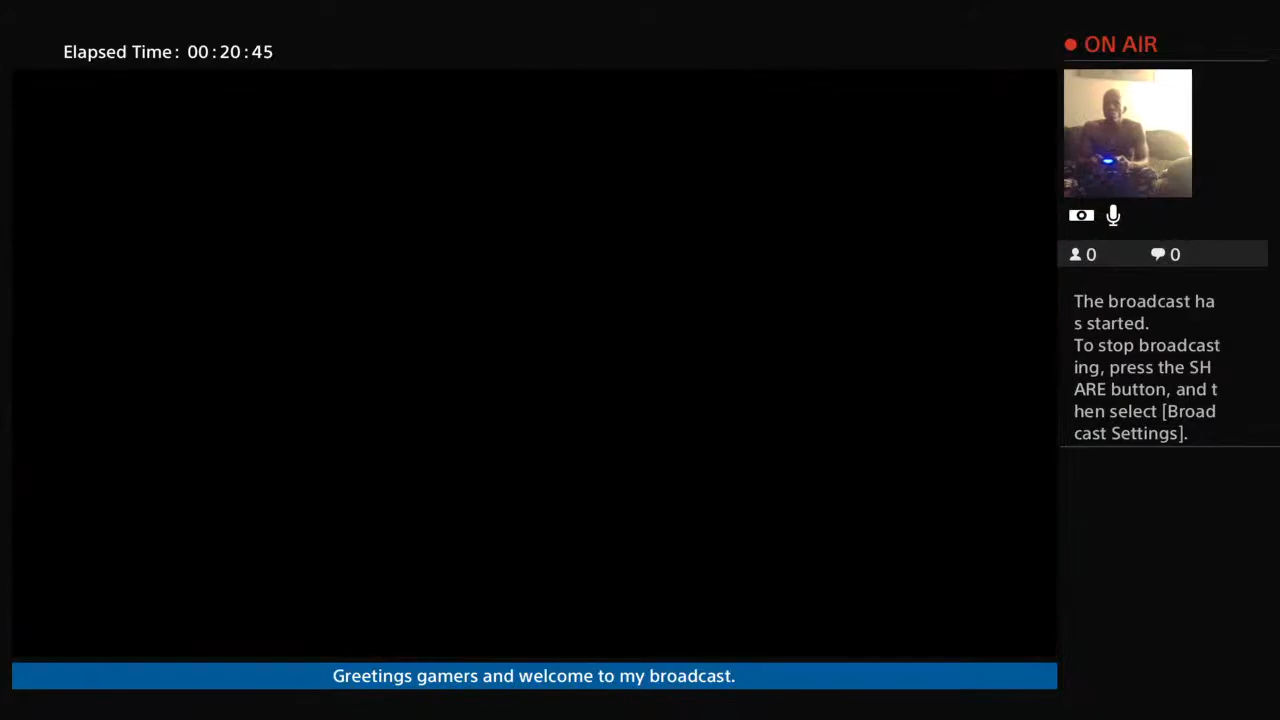 Elapsed Time: 00:20:45
ON AIR
0 0
The broadcast ha
s started.
To stop broadcast
ing, press the SH
ARE button, and t
hen select [Broad
cast Settings].
Greetings gamers and welcome to my broadcast.